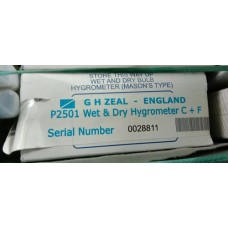 STORE THIS WAY UP
WET AND DRY BULB
HYGROMETER (MASON'S TYPE)
G H ZEAL - ENGLAND
P2501 Wet & Dry Hygrometer C + F
Serial Number 0028811